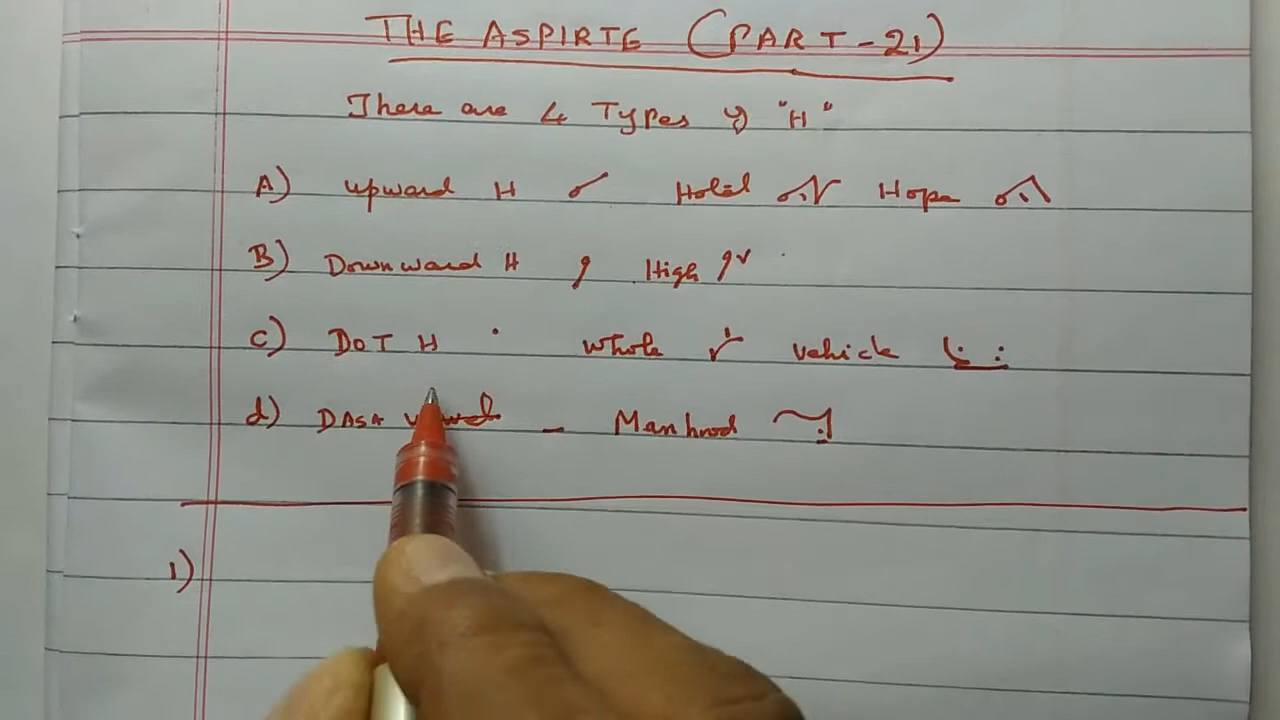 THE ASPIRTE (PART-21)
There are 4 Types of "H"
A) upward H Hotel Hope
B) Downward H High
C) DOT H Whole vehicle
d) DASH Manhood
1)